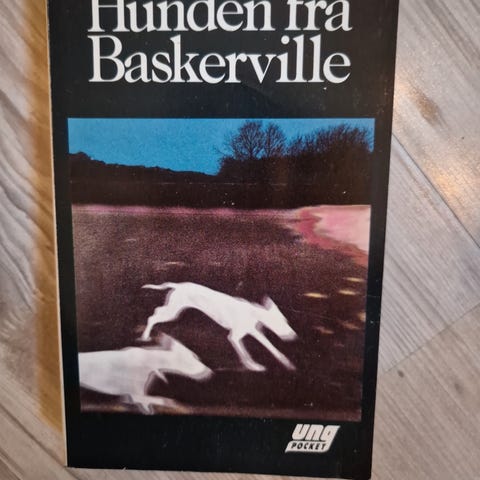 Hunden fra
Baskerville
ung
POCKET